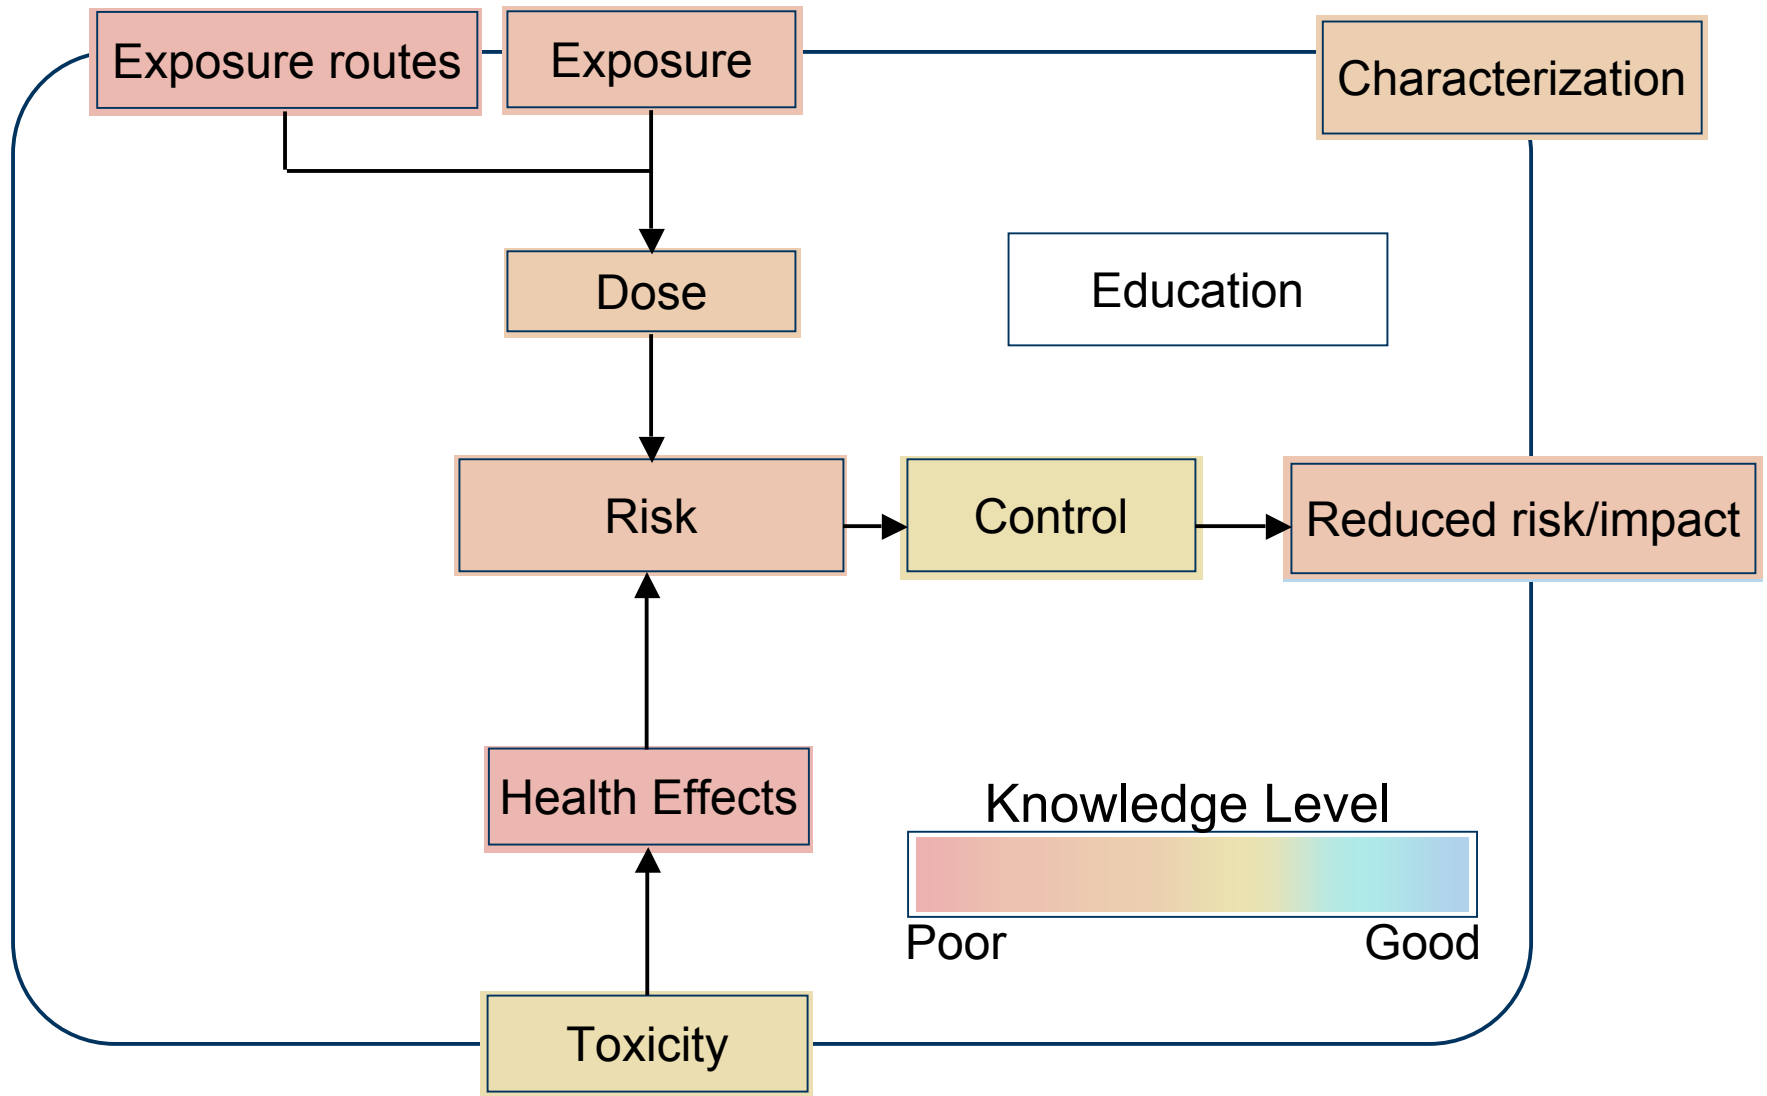 Exposure routes
Exposure
Characterization
Dose
Education
Risk
Control
Reduced risk/impact
Health Effects
Knowledge Level
Poor
Good
Toxicity